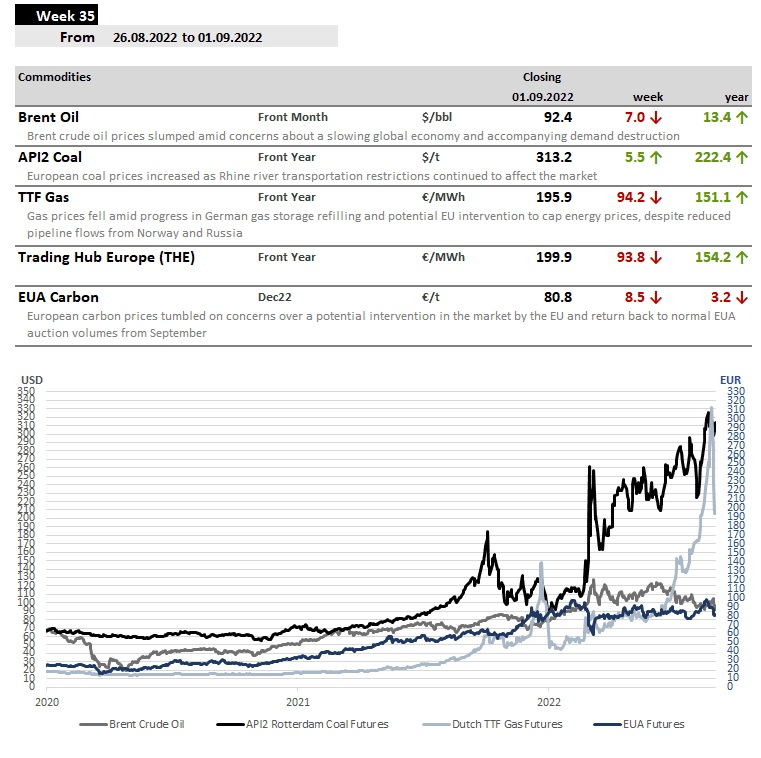 Week 35
From 26.08.2022 to 01.09.2022
Commodities Closing
01.09.2022 week year
Brent Oil Front Month $/bbl 92.4 7.0 ↓ 13.4 ↑
Brent crude oil prices slumped amid concerns about a slowing global economy and accompanying demand destruction
API2 Coal Front Year $/t 313.2 5.5 ↑ 222.4 ↑
European coal prices increased as Rhine river transportation restrictions continued to affect the market
TTF Gas Front Year €/MWh 195.9 94.2 ↓ 151.1 ↑
Gas prices fell amid progress in German gas storage refilling and potential EU intervention to cap energy prices, despite reduced
pipeline flows from Norway and Russia
Trading Hub Europe (THE) Front Year €/MWh 199.9 93.8 ↓ 154.2 ↑
EUA Carbon Dec22 €/t 80.8 8.5 ↓ 3.2 ↓
European carbon prices tumbled on concerns over a potential intervention in the market by the EU and return back to normal EUA
auction volumes from September
USD EUR
350 330
340 320
330 310
320 300
310 290
300 280
290 270
280 260
270 250
260 240
250 230
240 220
230 210
220 200
210 190
200 180
190 170
180 160
170 150
160 140
150 130
140 120
130 110
120 100
110 90
100 80
90 70
80 60
70 50
60 40
50 30
40 20
30 10
20 0
10
0
2020 2021 2022
Brent Crude Oil API2 Rotterdam Coal Futures Dutch TTF Gas Futures EUA Futures